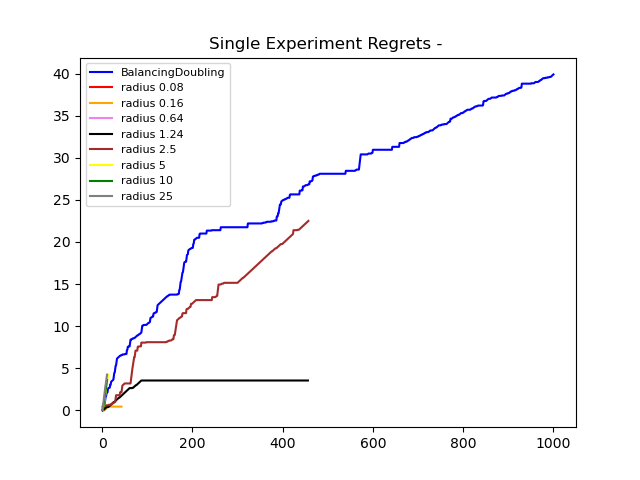 Single Experiment Regrets -
BalancingDoubling
radius 0.08
radius 0.16
radius 0.64
radius 1.24
radius 2.5
radius 5
radius 10
radius 25
40
35
30
25
20
15
10
5
0
0 200 400 600 800 1000